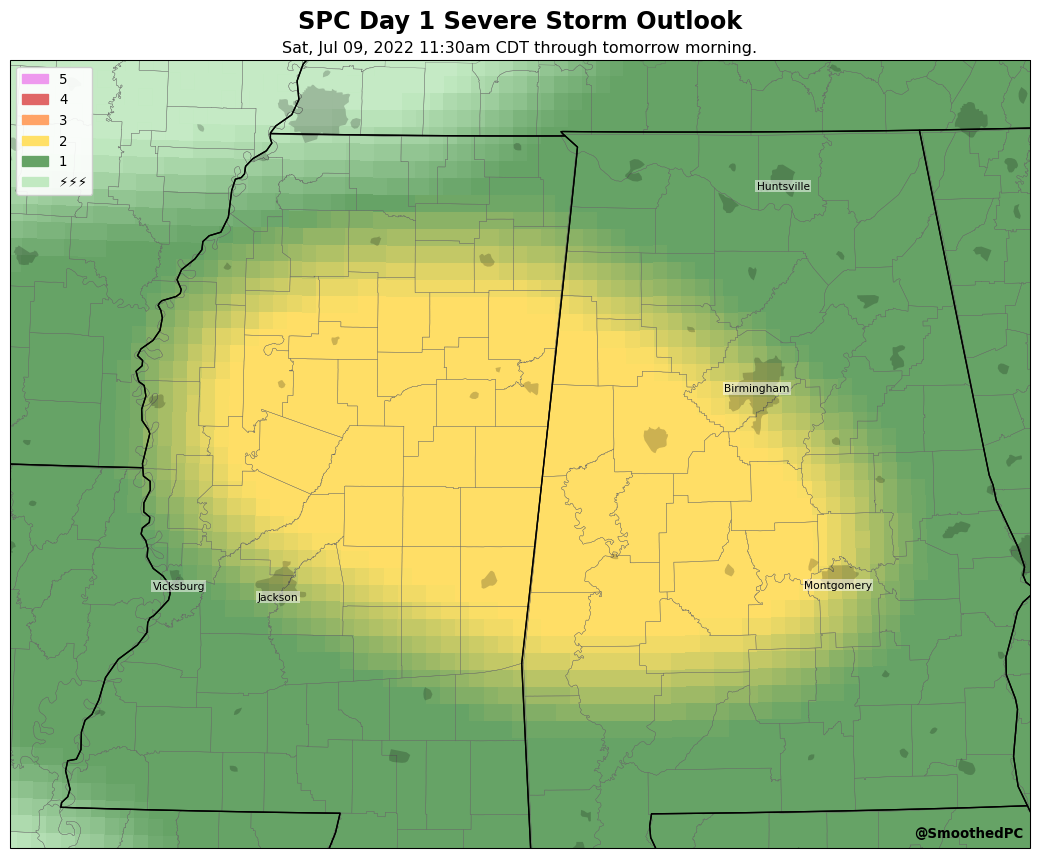 SPC Day 1 Severe Storm Outlook
Sat, Jul 09, 2022 11:30am CDT through tomorrow morning.
5
4
3
2
1
⚡⚡⚡
Huntsville
Birmingham
Vicksburg
Jackson
Montgomery
@SmoothedPC